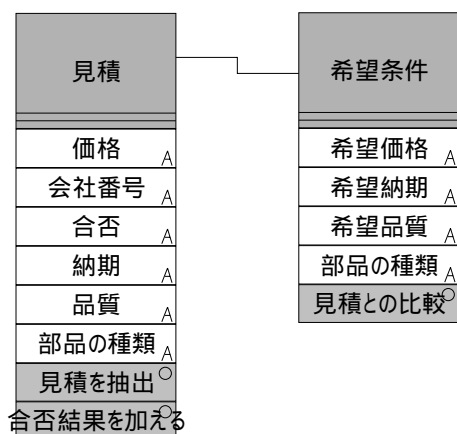 見積
価格 A
会社番号 A
合否 A
納期 A
品質 A
部品の種類 A
見積を抽出
合否結果を加える
希望条件
希望価格 A
希望納期 A
希望品質 A
部品の種類 A
見積との比較